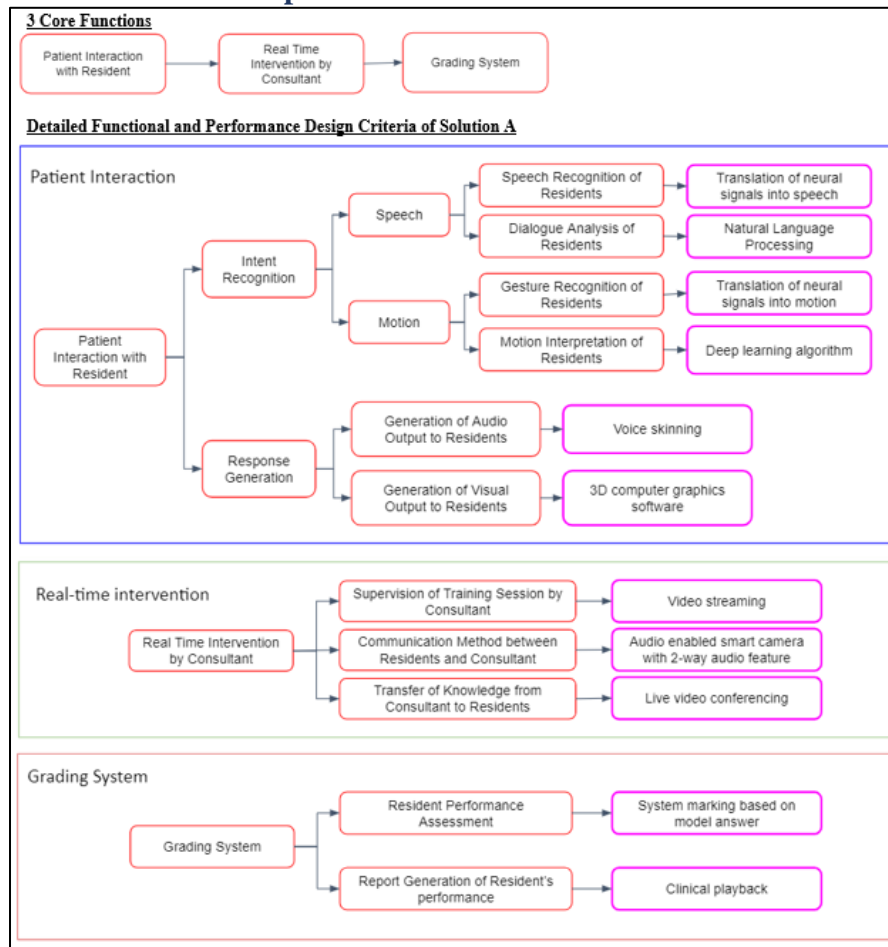 3 Core Functions
Patient Interaction
with Resident
Real Time
Intervention by
Consultant
Grading System
Detailed Functional and Performance Design Criteria of Solution A
Patient Interaction
Patient
Interaction with
Resident
Intent
Recognition
Speech
Speech Recognition of
Residents
Translation of neural
signals into speech
Dialogue Analysis of
Residents
Natural Language
Processing
Motion
Gesture Recognition of
Residents
Translation of neural
signals into motion
Motion Interpretation of
Residents
Deep learning algorithm
Response
Generation
Generation of Audio
Output to Residents
Voice skinning
Generation of Visual
Output to Residents
3D computer graphics
software
Real-time intervention
Real Time Intervention
by Consultant
Supervision of Training Session by
Consultant
Video streaming
Communication Method between
Residents and Consultant
Audio enabled smart camera
with 2-way audio feature
Transfer of Knowledge from
Consultant to Residents
Live video conferencing
Grading System
Grading System
Resident Performance
Assessment
System marking based on
model answer
Report Generation of Resident's
performance
Clinical playback